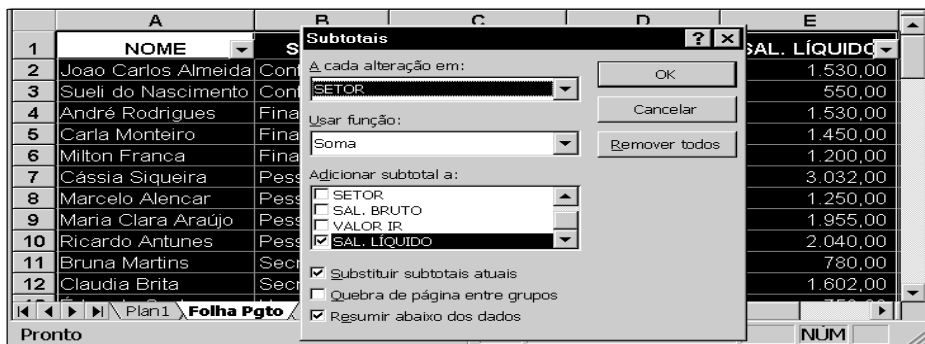 A B C D E
1 NOME S SAL. LÍQUIDO
2 Joao Carlos Almeida Con 1.530,00
3 Sueli do Nascimento Con 550,00
4 André Rodrigues Fina 1.530,00
5 Carla Monteiro Fina 1.450,00
6 Milton Franca Fina 1.200,00
7 Cássia Siqueira Pess 3.032,00
8 Marcelo Alencar Pess 1.250,00
9 Maria Clara Araújo Pess 1.955,00
10 Ricardo Antunes Pess 2.040,00
11 Bruna Martins Secr 780,00
12 Claudia Brita Secr 1.602,00
Subtotais
A cada alteração em:
SETOR
OK
Usar função:
Cancelar
Soma
Remover todos
Adicionar subtotal a:
SETOR
SAL. BRUTO
VALOR IR
SAL. LÍQUIDO
Substituir subtotais atuais
Quebra de página entre grupos
Resumir abaixo dos dados
Plan1 Folha Pgto
Pronto NÚM